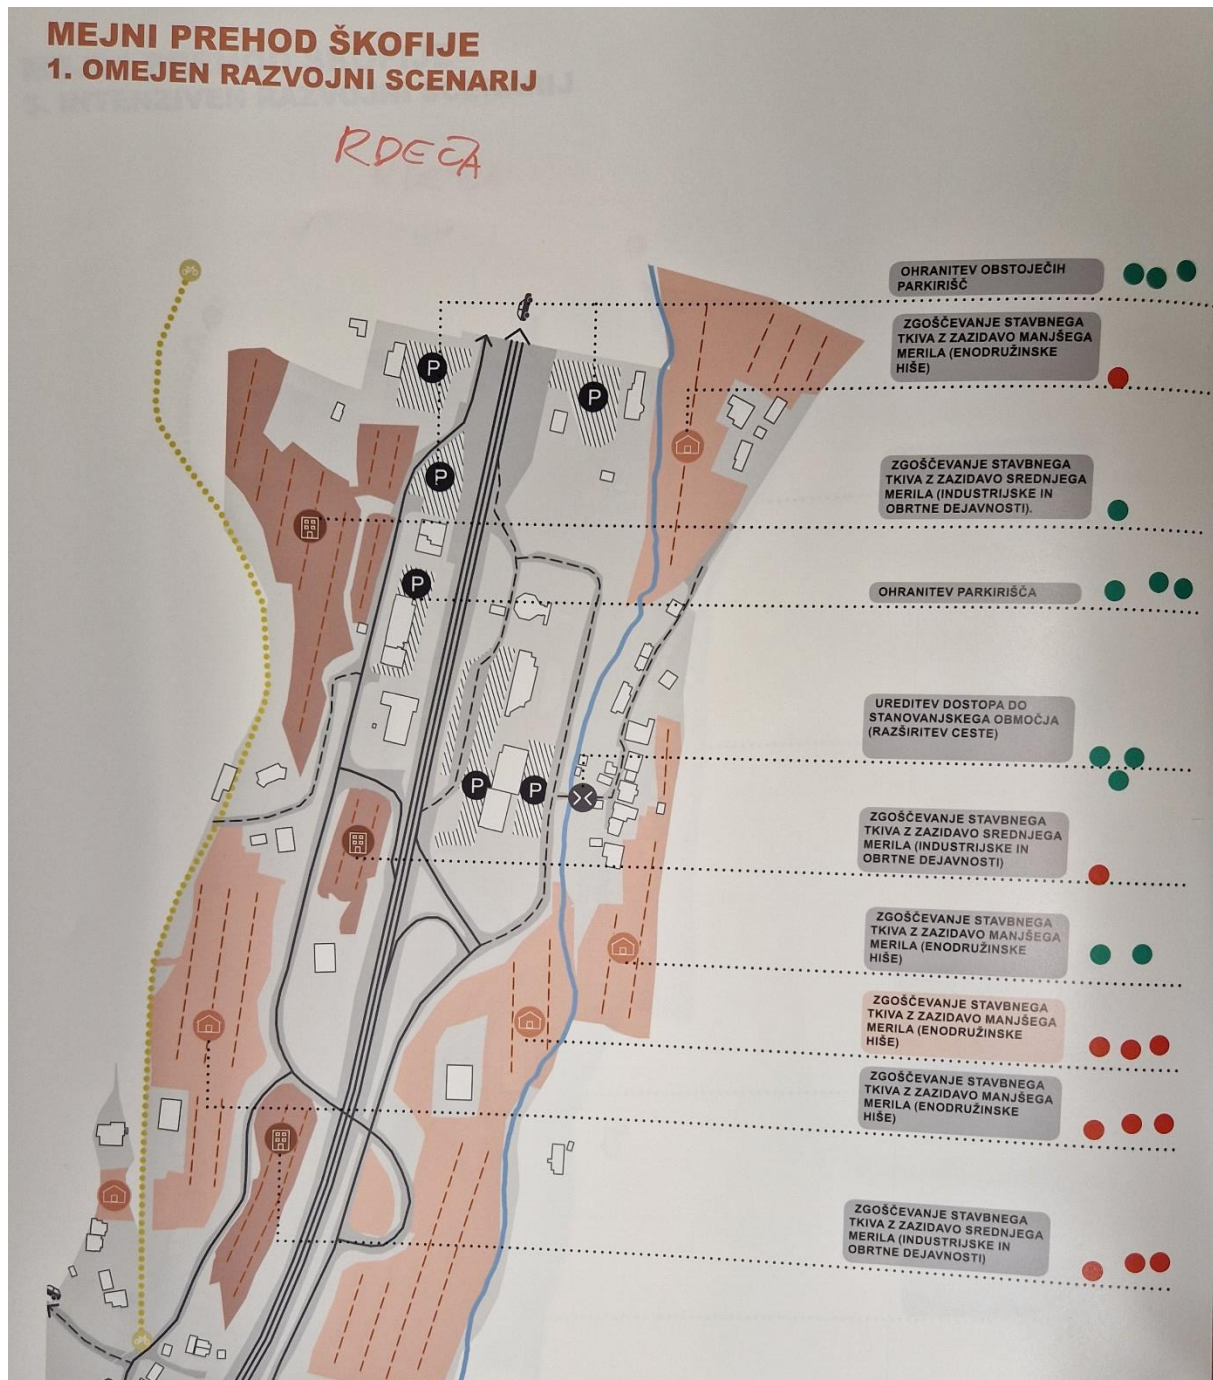 MEJNI PREHOD ŠKOFIJE
1. OMEJEN RAZVOJNI SCENARIJ
RDEČA
OHRANITEV OBSTOJEČIH
PARKIRIŠČ
ZGOŠČEVANJE STAVBNEGA
TKIVA Z ZAZIDAVO MANJŠEGA
MERILA (ENODRUŽINSKE
HIŠE)
P
P
P
ZGOŠČEVANJE STAVBNEGA
TKIVA Z ZAZIDAVO SREDNJEGA
MERILA (INDUSTRIJSKE IN
OBRTNE DEJAVNOSTI).
P
OHRANITEV PARKIRIŠČA
UREDITEV DOSTOPA DO
STANOVANJSKEGA OBMOČJA
(RAZŠIRITEV CESTE)
P
P
ZGOŠČEVANJE STAVBNEGA
TKIVA Z ZAZIDAVO SREDNJEGA
MERILA (INDUSTRIJSKE IN
OBRTNE DEJAVNOSTI)
ZGOŠČEVANJE STAVBNEGA
TKIVA Z ZAZIDAVO MANJŠEGA
MERILA (ENODRUŽINSKE
HIŠE)
ZGOŠČEVANJE STAVBNEGA
TKIVA Z ZAZIDAVO MANJŠEGA
MERILA (ENODRUŽINSKE
HIŠE)
ZGOŠČEVANJE STAVBNEGA
TKIVA Z ZAZIDAVO MANJŠEGA
MERILA (ENODRUŽINSKE
HIŠE)
ZGOŠČEVANJE STAVBNEGA
TKIVA Z ZAZIDAVO SREDNJEGA
MERILA (INDUSTRIJSKE IN
OBRTNE DEJAVNOSTI)